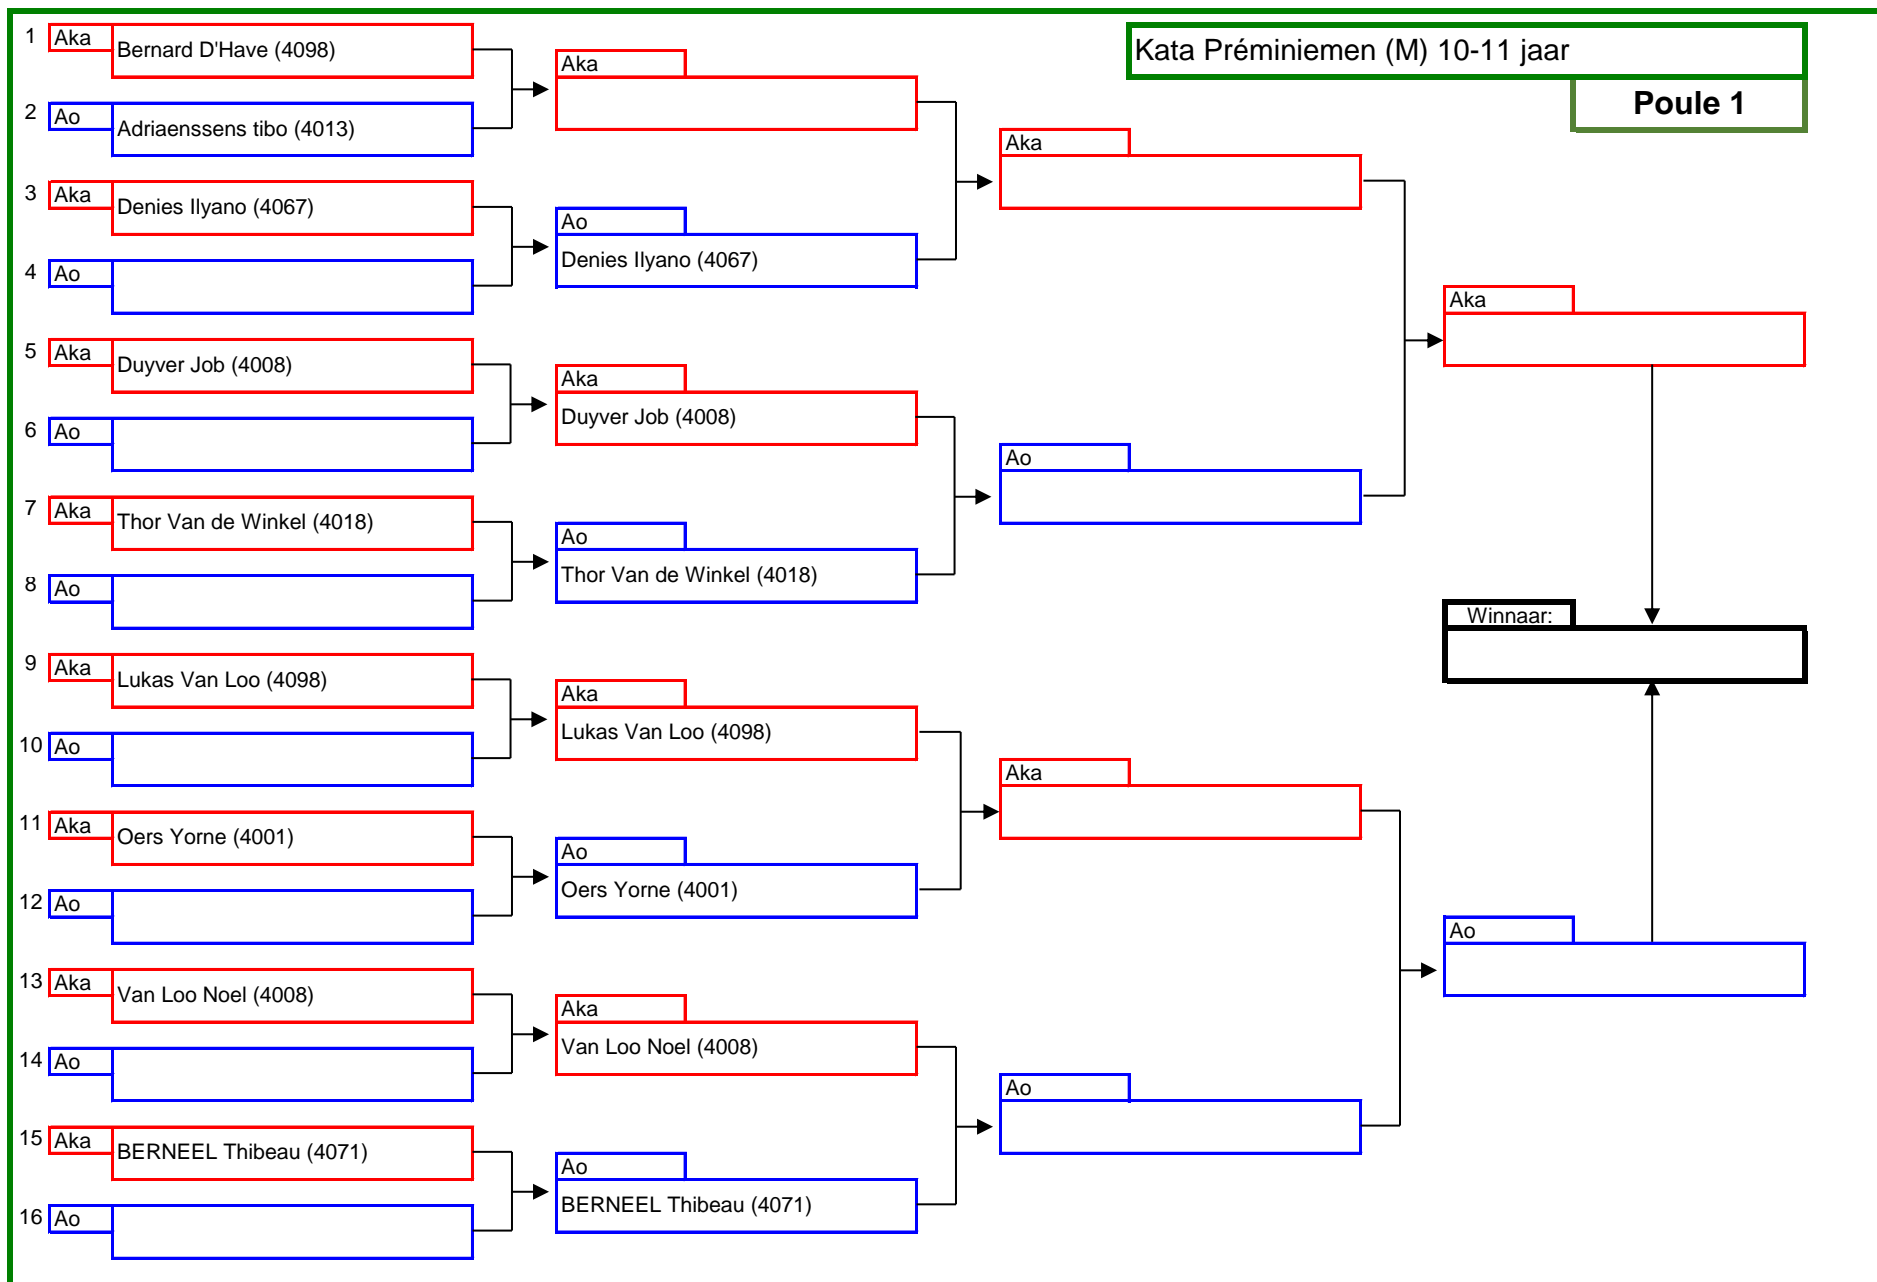 Kata Préminiemen (M) 10-11 jaar
Poule 1
1 Aka Bernard D'Have (4098)
2 Ao Adriaenssens tibo (4013)
3 Aka Denies Ilyano (4067)
4 Ao
5 Aka Duyver Job (4008)
6 Ao
7 Aka Thor Van de Winkel (4018)
8 Ao
9 Aka Lukas Van Loo (4098)
10 Ao
11 Aka Oers Yorne (4001)
12 Ao
13 Aka Van Loo Noel (4008)
14 Ao
15 Aka BERNEEL Thibeau (4071)
16 Ao
Aka
Ao
Denies Ilyano (4067)
Aka
Duyver Job (4008)
Ao
Thor Van de Winkel (4018)
Aka
Lukas Van Loo (4098)
Ao
Oers Yorne (4001)
Aka
Van Loo Noel (4008)
Ao
BERNEEL Thibeau (4071)
Aka
Ao
Aka
Ao
Aka
Winnaar:
Ao